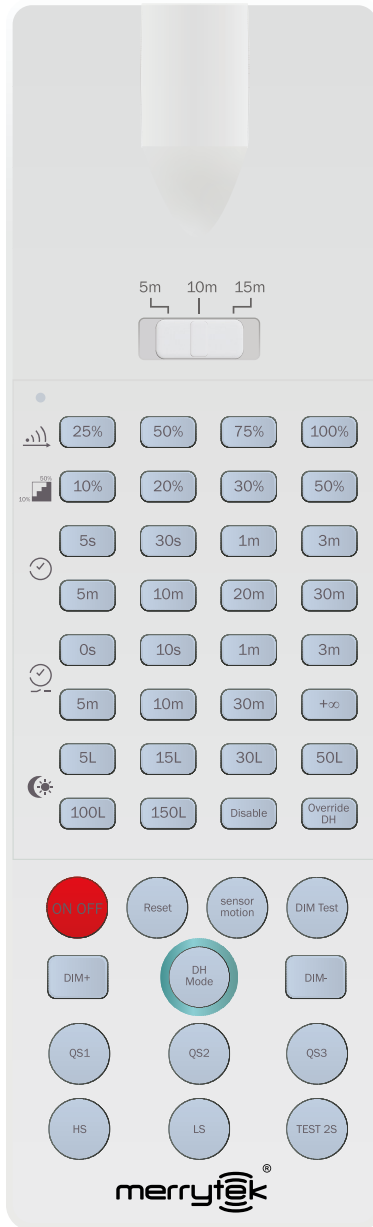 5m 10m 15m
25% 50% 75% 100%
50%
10%
10% 20% 30% 50%
5s 30s 1m 3m
5m 10m 20m 30m
0s 10s 1m 3m
5m 10m 30m +∞
5L 15L 30L 50L
100L 150L Disable Override
DH
ON OFF Reset sensor
motion DIM Test
DIM+ DH
Mode DIM-
QS1 QS2 QS3
HS LS TEST 2S
merrytek®